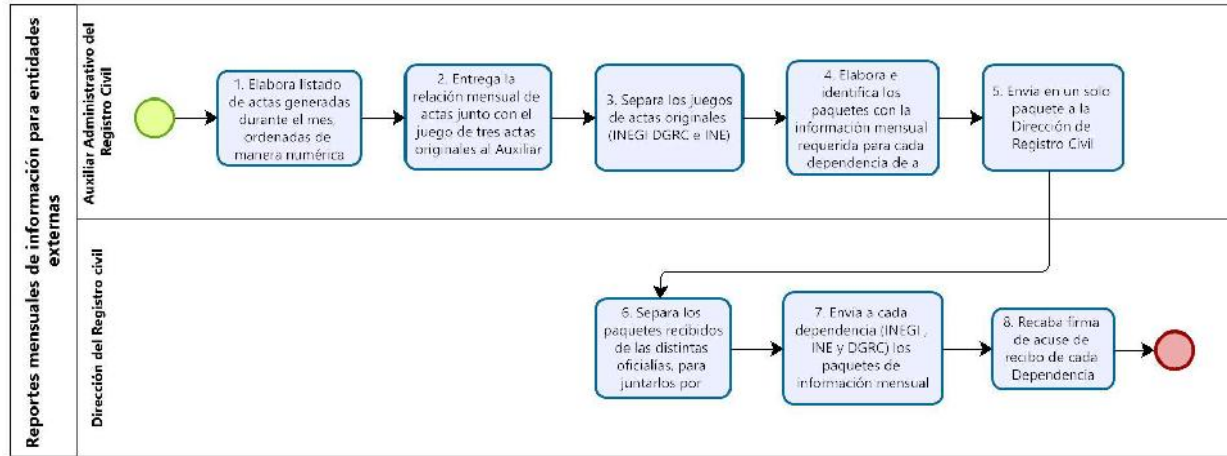 Reportes mensuales de información para entidades
externas
Auxiliar Administrativo del
Registro Civil
1. Elabora listado
de actas generadas
durante el mes,
ordenadas de
manera numérica
2. Entrega la
relación mensual de
actas junto con el
juego de tres actas
originales al Auxiliar
3. Separa los juegos
de actas originales
(INEGI DGRC e INE)
4. Elabora e
identifica los
paquetes con la
información mensual
requerida para cada
dependencia de a
5. Envia en un solo
paquete a la
Dirección de
Registro Civil
Dirección del Registro civil
6. Separa los
paquetes recibidos
de las distintas
oficialías, para
juntarlos por
7. Envia a cada
dependencia (INEGI ,
INE y DGRC) los
paquetes de
información mensual
8. Recaba firma
de acuse de
recibo de cada
Dependencia